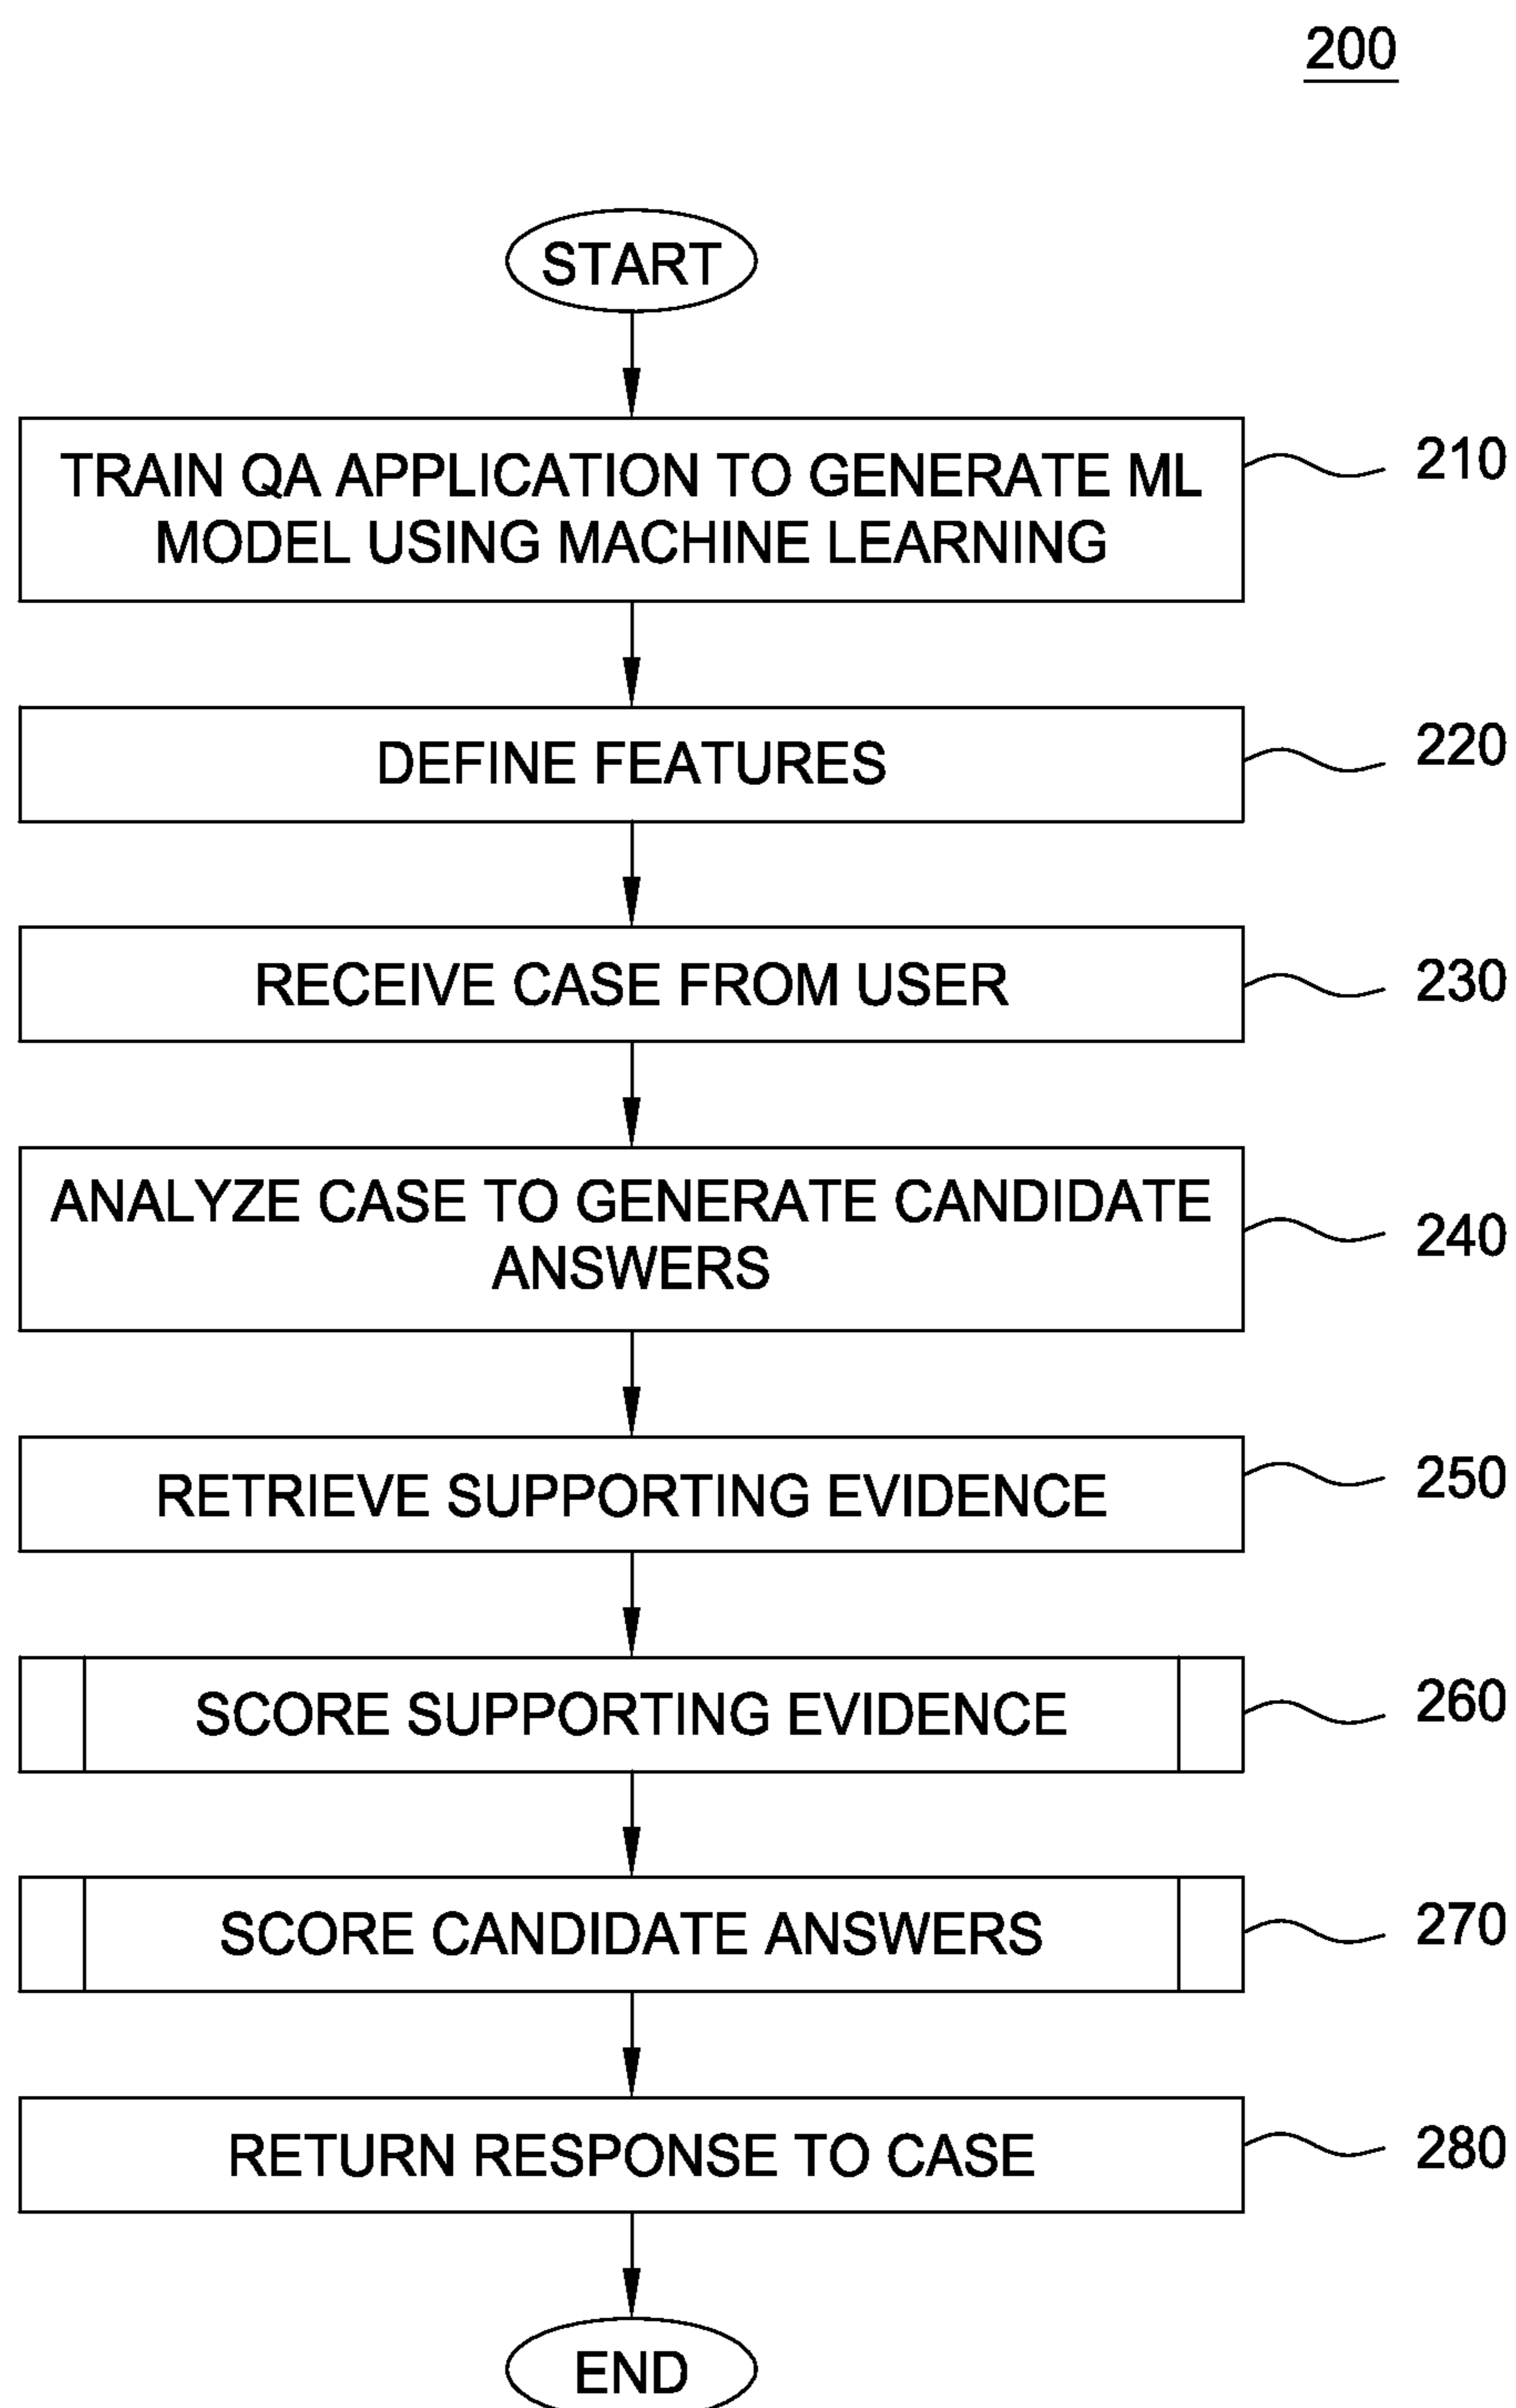 200
START
TRAIN QA APPLICATION TO GENERATE ML
MODEL USING MACHINE LEARNING
210
DEFINE FEATURES
220
RECEIVE CASE FROM USER
230
ANALYZE CASE TO GENERATE CANDIDATE
ANSWERS
240
RETRIEVE SUPPORTING EVIDENCE
250
SCORE SUPPORTING EVIDENCE
260
SCORE CANDIDATE ANSWERS
270
RETURN RESPONSE TO CASE
280
END